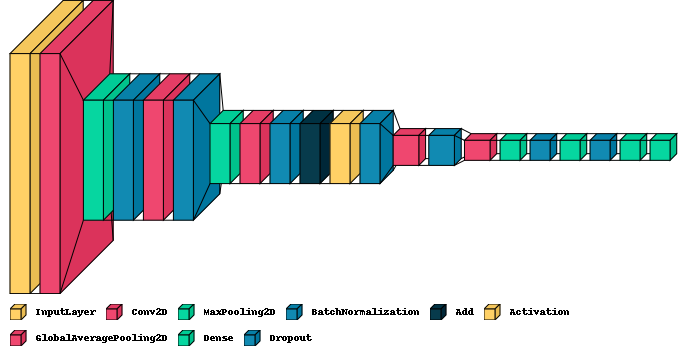 InputLayer Conv2D MaxPooling2D BatchNormalization Add Activation
GlobalAveragePooling2D Dense Dropout